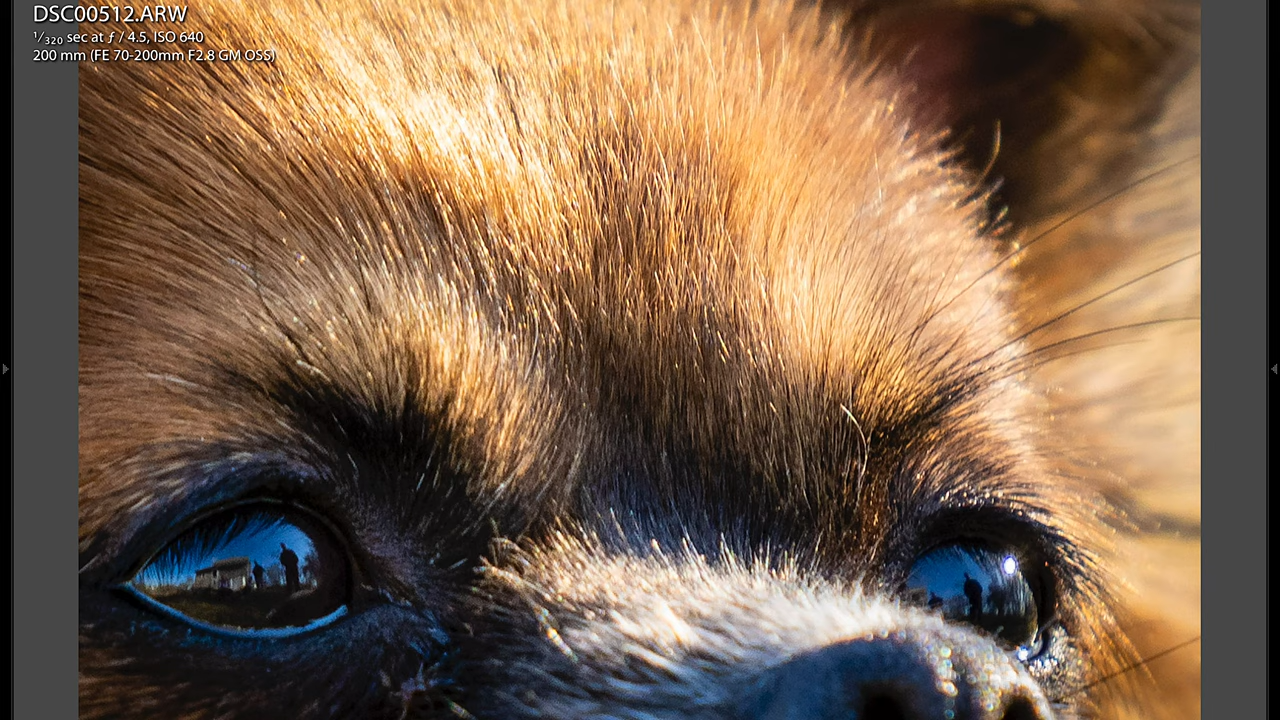 DSC00512.ARW
1/320 sec at ƒ / 4.5, ISO 640
200 mm (FE 70-200mm F2.8 GM OSS)